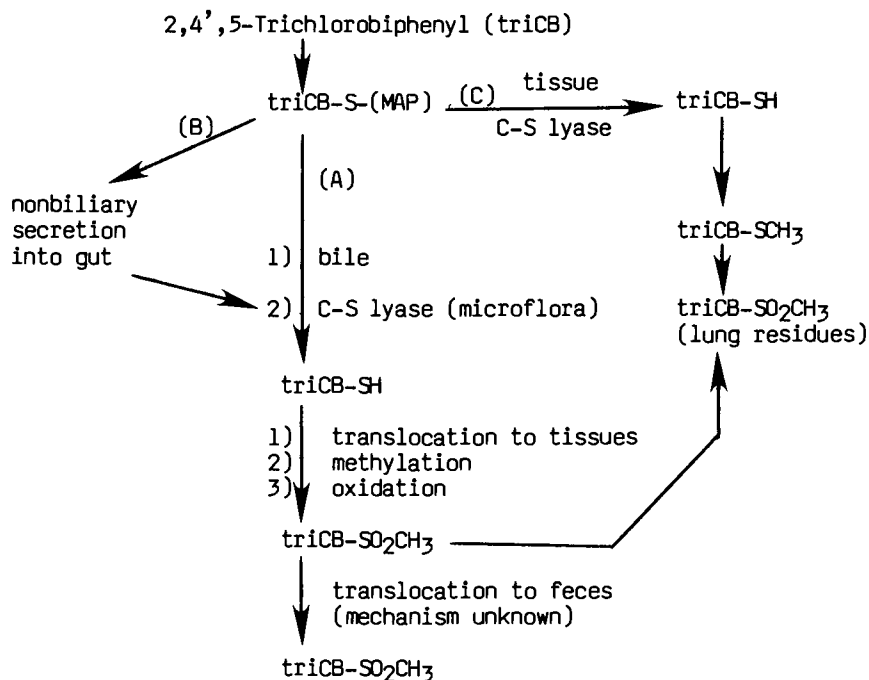 2,4',5-Trichlorobiphenyl (triCB)
triCB-S-(MAP)
(C)
tissue
C-S lyase
triCB-SH
(B)
(A)
nonbiliary
secretion
into gut
1) bile
2) C-S lyase (microflora)
triCB-SCH3
triCB-SO2CH3
(lung residues)
triCB-SH
1) translocation to tissues
2) methylation
3) oxidation
triCB-SO2CH3
translocation to feces
(mechanism unknown)
triCB-SO2CH3